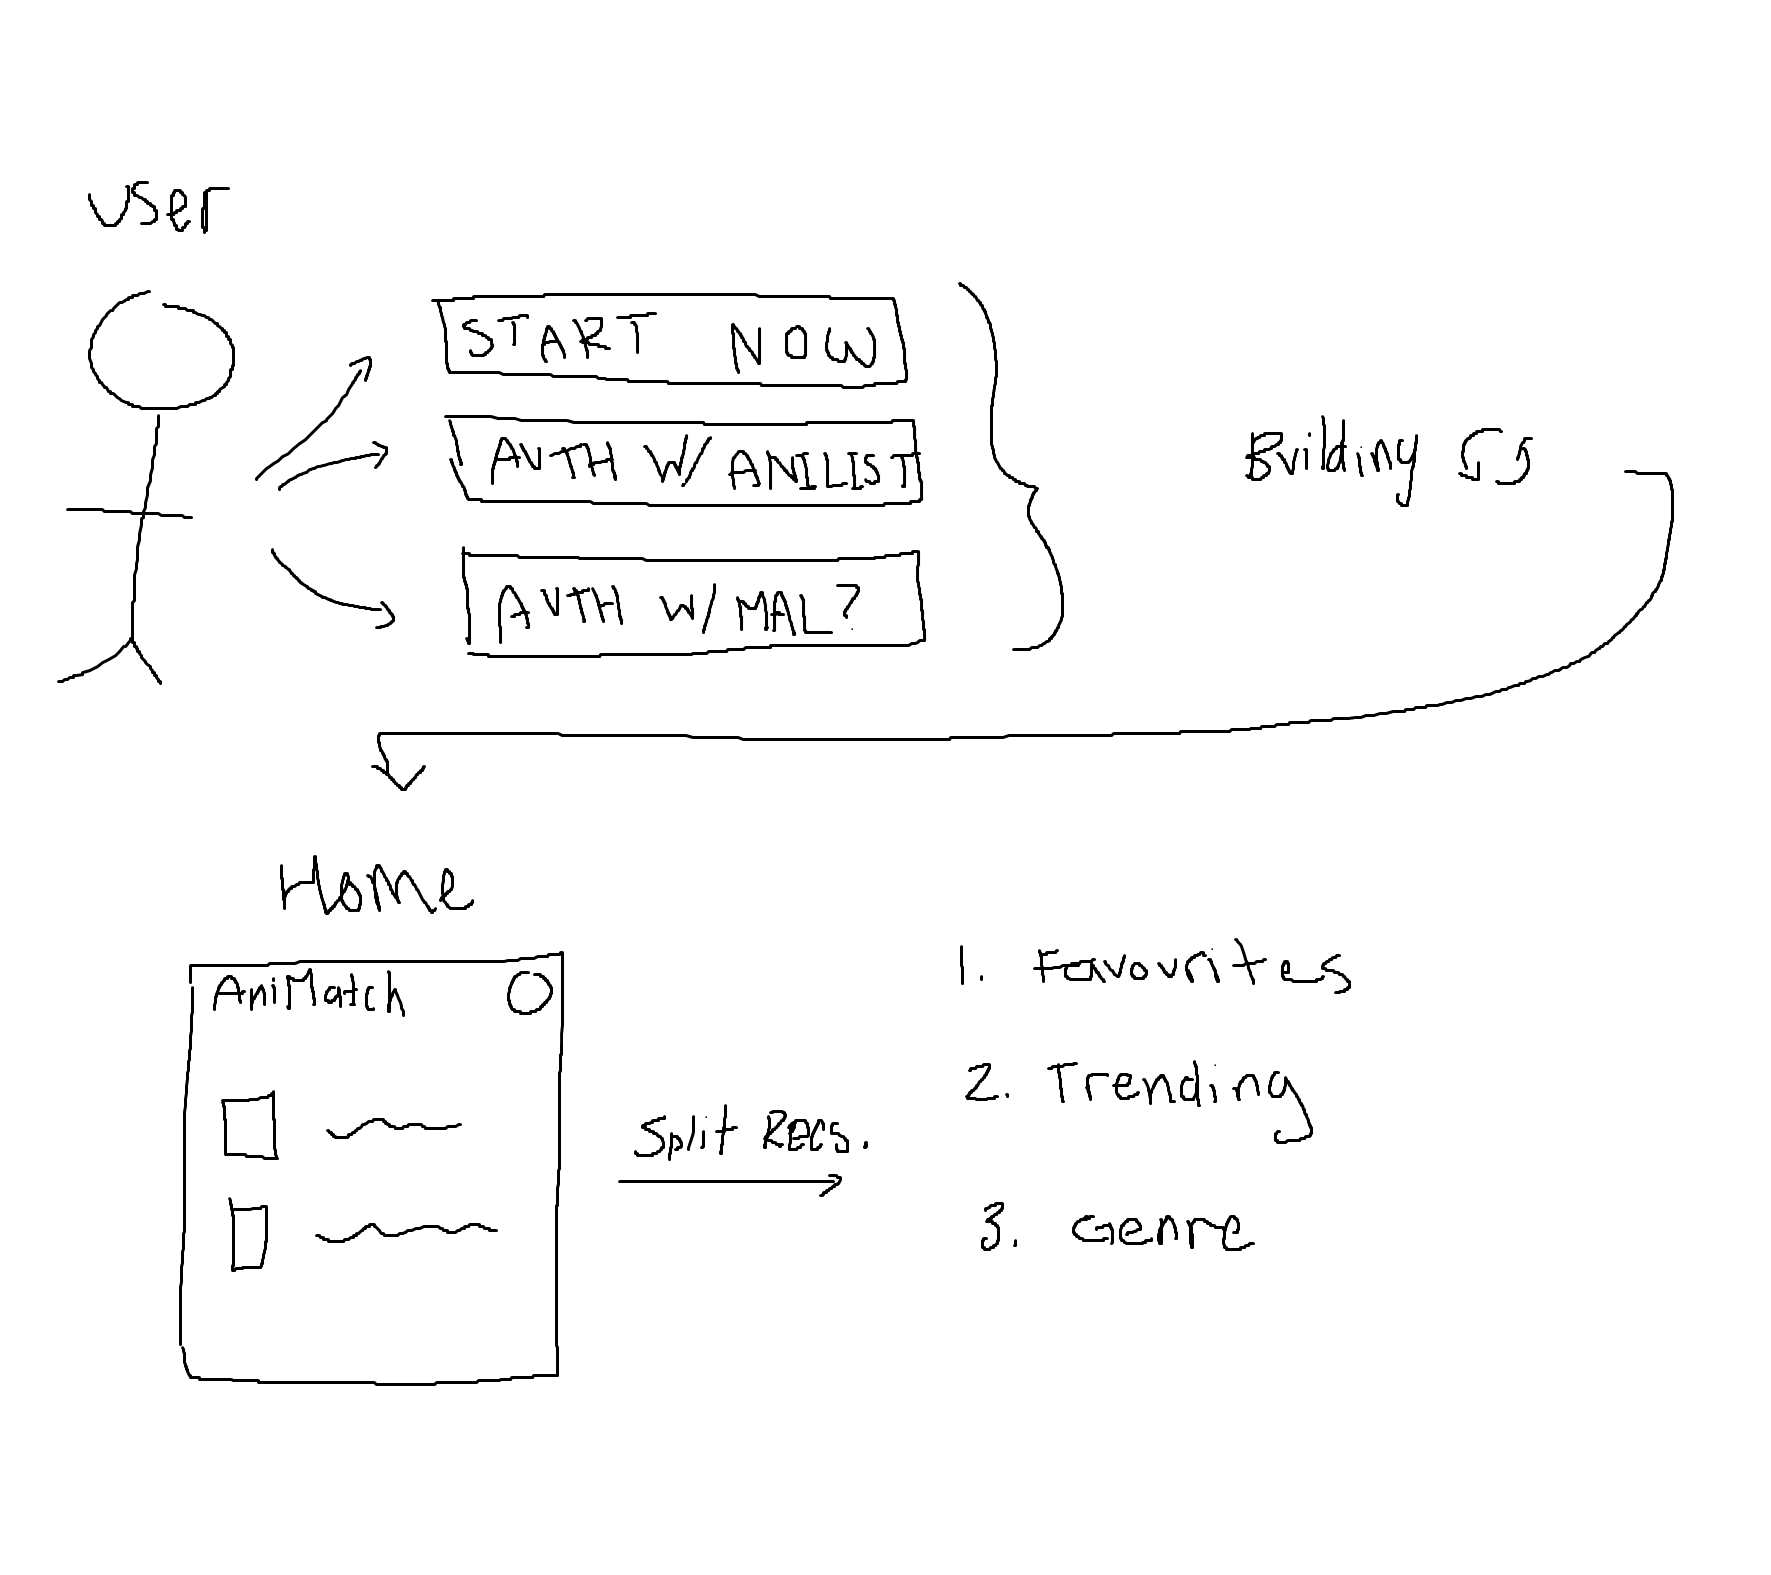 User
START NOW
AUTH W/ ANILIST
AUTH W/ MAL?
Building
Home
AniMatch
Split Recs.
1. Favourites
2. Trending
3. Genre